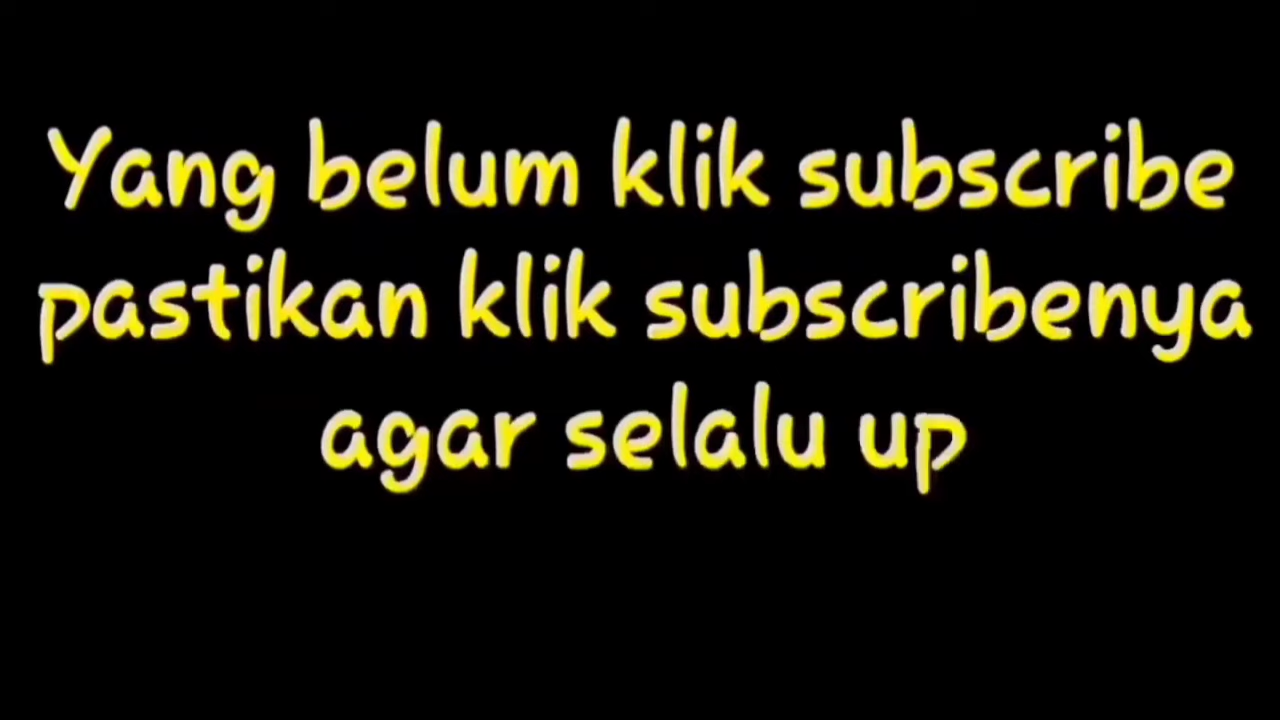 Yang belum klik subscribe
pastikan klik subscribenya
agar selalu up